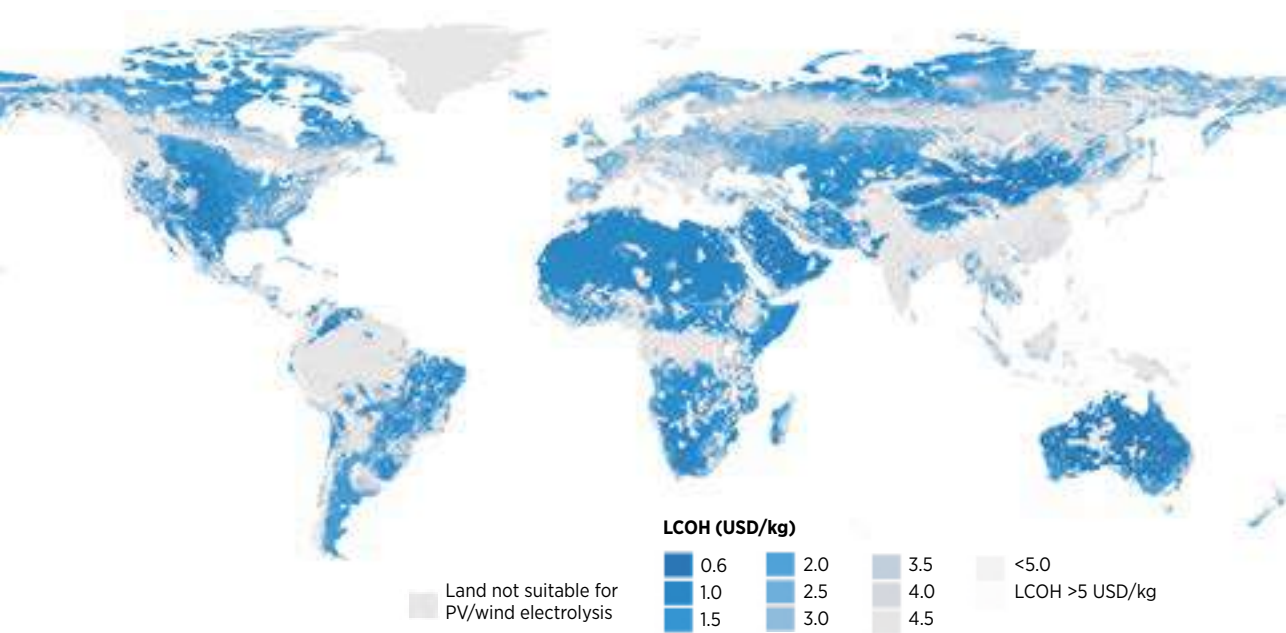 LCOH (USD/kg)
0.6
1.0
1.5
2.0
2.5
3.0
3.5
4.0
4.5
<5.0
LCOH >5 USD/kg
Land not suitable for
PV/wind electrolysis